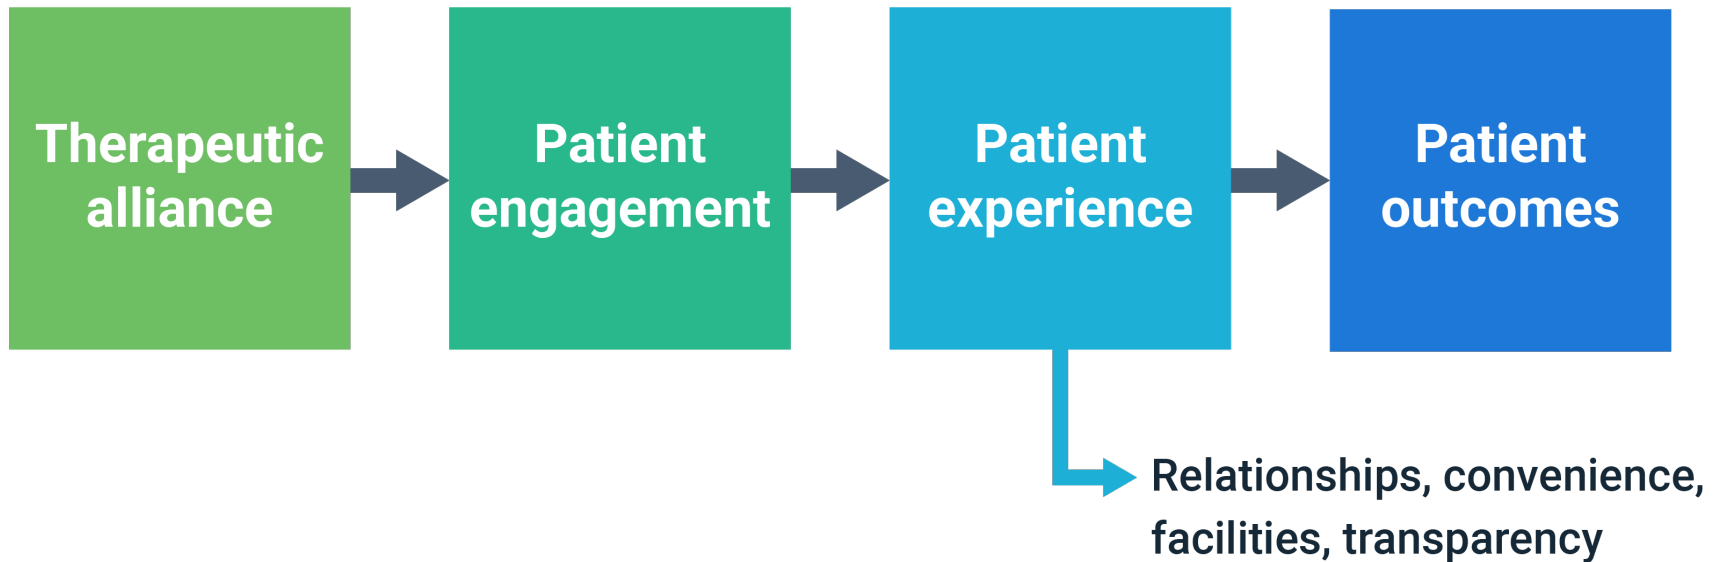 Therapeutic
alliance
Patient
engagement
Patient
experience
Patient
outcomes
Relationships, convenience,
facilities, transparency